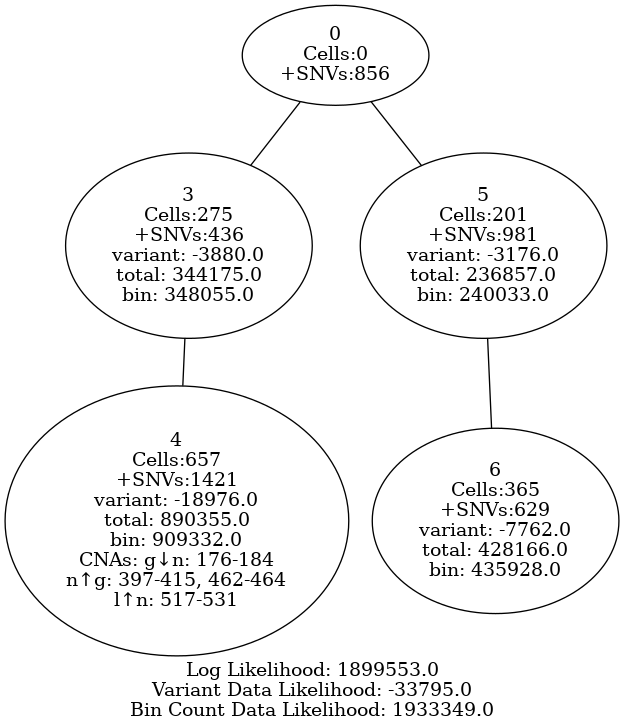 0
Cells:0
+SNVs:856
3
Cells:275
+SNVs:436
variant: -3880.0
total: 344175.0
bin: 348055.0
5
Cells:201
+SNVs:981
variant: -3176.0
total: 236857.0
bin: 240033.0
4
Cells:657
+SNVs:1421
variant: -18976.0
total: 890355.0
bin: 909332.0
CNAs: g↓n: 176-184
n↑g: 397-415, 462-464
l↑n: 517-531
6
Cells:365
+SNVs:629
variant: -7762.0
total: 428166.0
bin: 435928.0
Log Likelihood: 1899553.0
Variant Data Likelihood: -33795.0
Bin Count Data Likelihood: 1933349.0